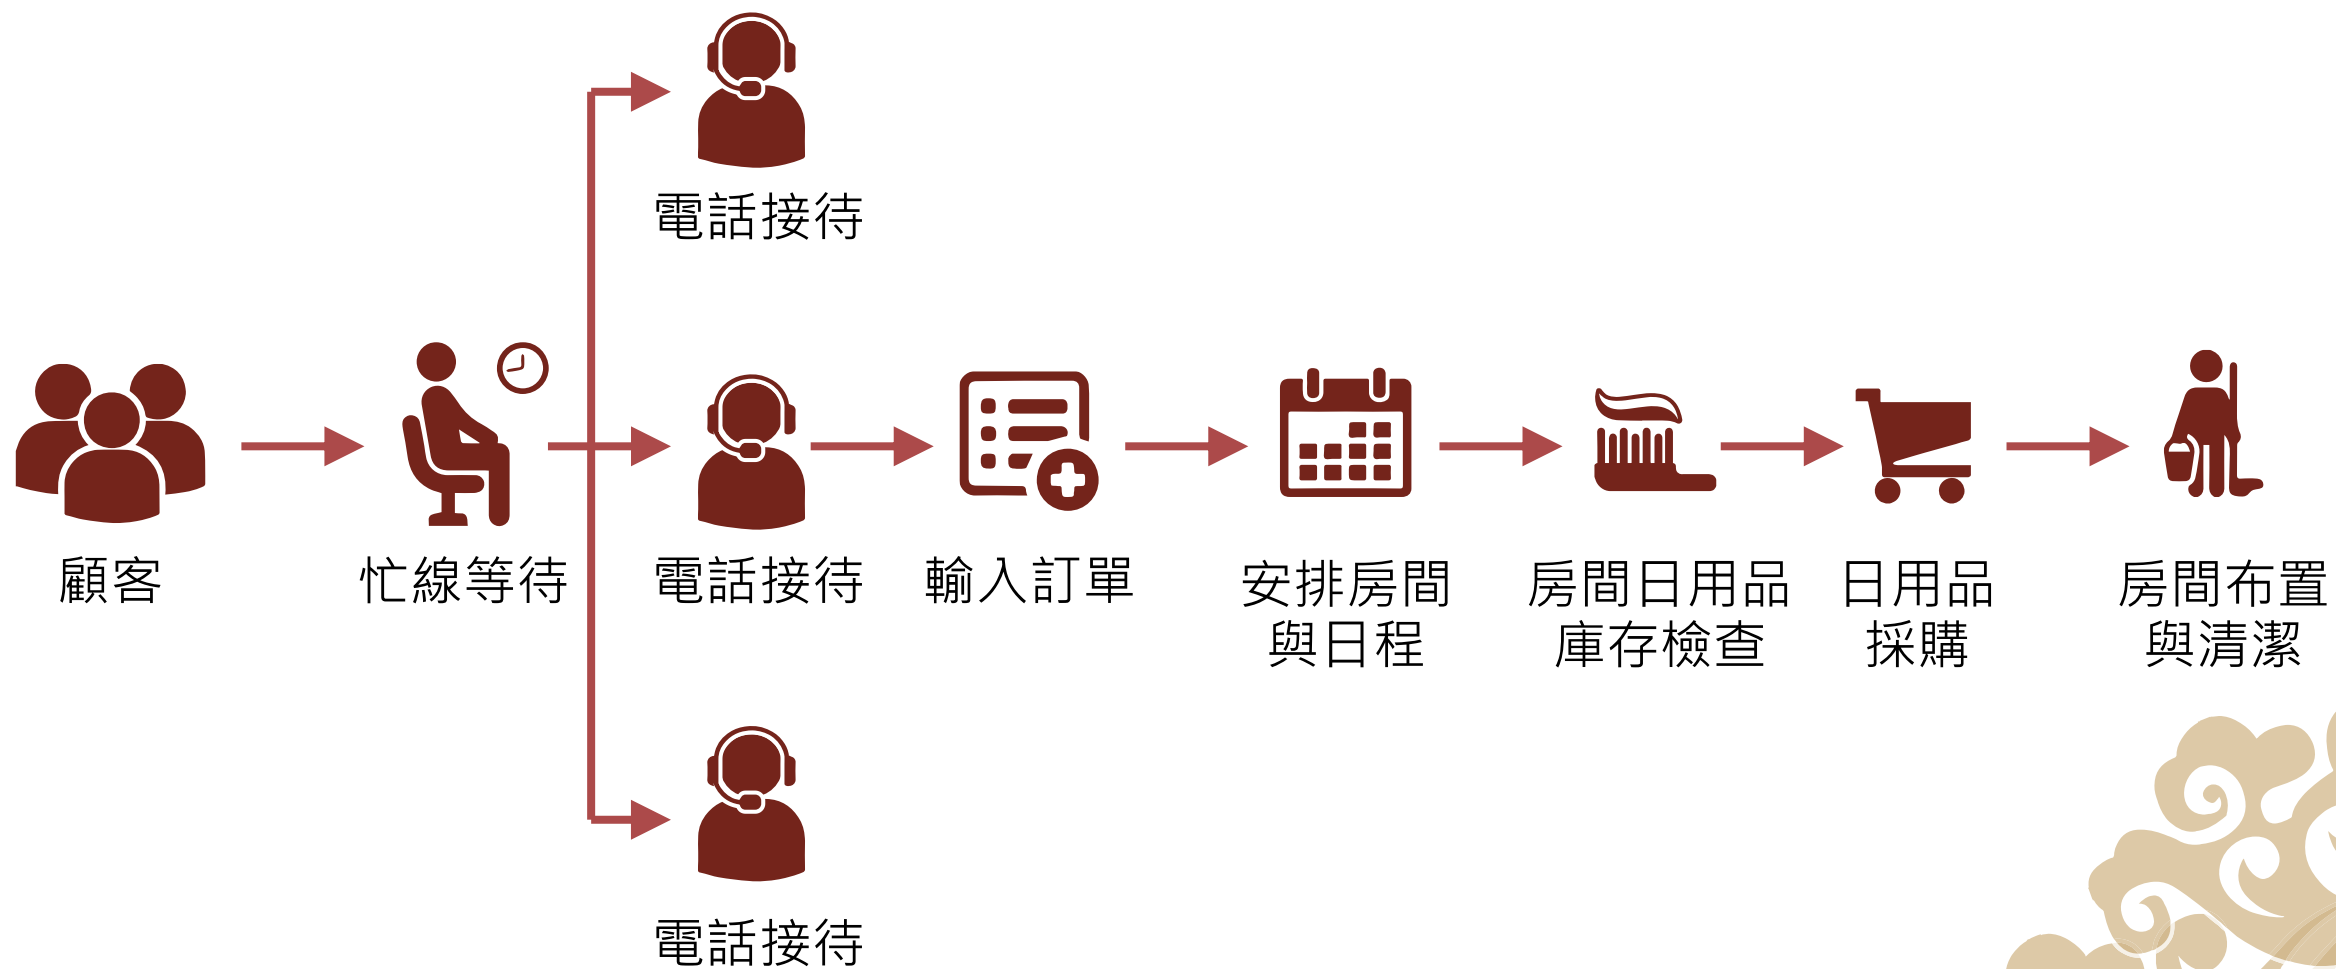 電話接待
顧客
忙線等待
電話接待
輸入訂單
安排房間
與日程
房間日用品
庫存檢查
日用品
採購
房間布置
與清潔
電話接待